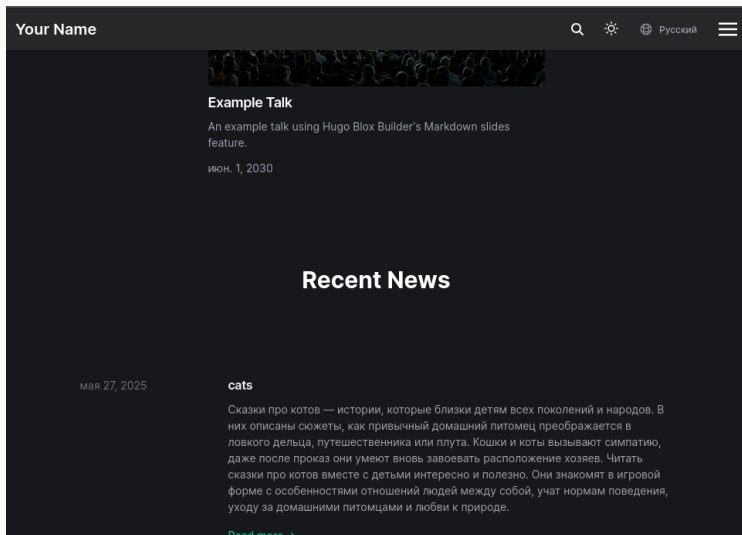 Your Name
Русский
Example Talk
An example talk using Hugo Blox Builder's Markdown slides
feature.
июн. 1, 2030
Recent News
мая 27, 2025
cats
Сказки про котов — истории, которые близки детям всех поколений и народов. В
них описаны сюжеты, как привычный домашний питомец преображается в
ловкого дельца, путешественника или плута. Кошки и коты вызывают симпатию,
даже после проказ они умеют вновь завоевать расположение хозяев. Читать
сказки про котов вместе с детьми интересно и полезно. Они знакомят в игровой
форме с особенностями отношений людей между собой, учат нормам поведения,
уходу за домашними питомцами и любви к природе.
Read more →